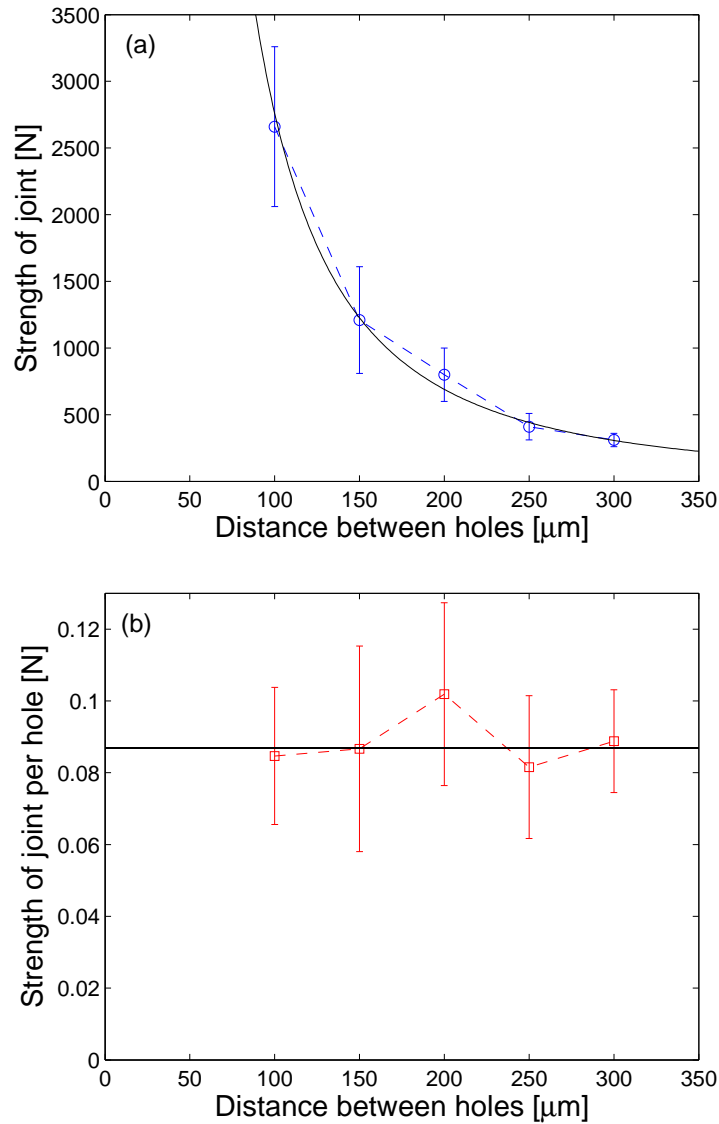 (a)
Strength of joint [N]
3500
3000
2500
2000
1500
1000
500
0
0 50 100 150 200 250 300 350
Distance between holes [μm]
(b)
Strength of joint per hole [N]
0.12
0.1
0.08
0.06
0.04
0.02
0
0 50 100 150 200 250 300 350
Distance between holes [μm]